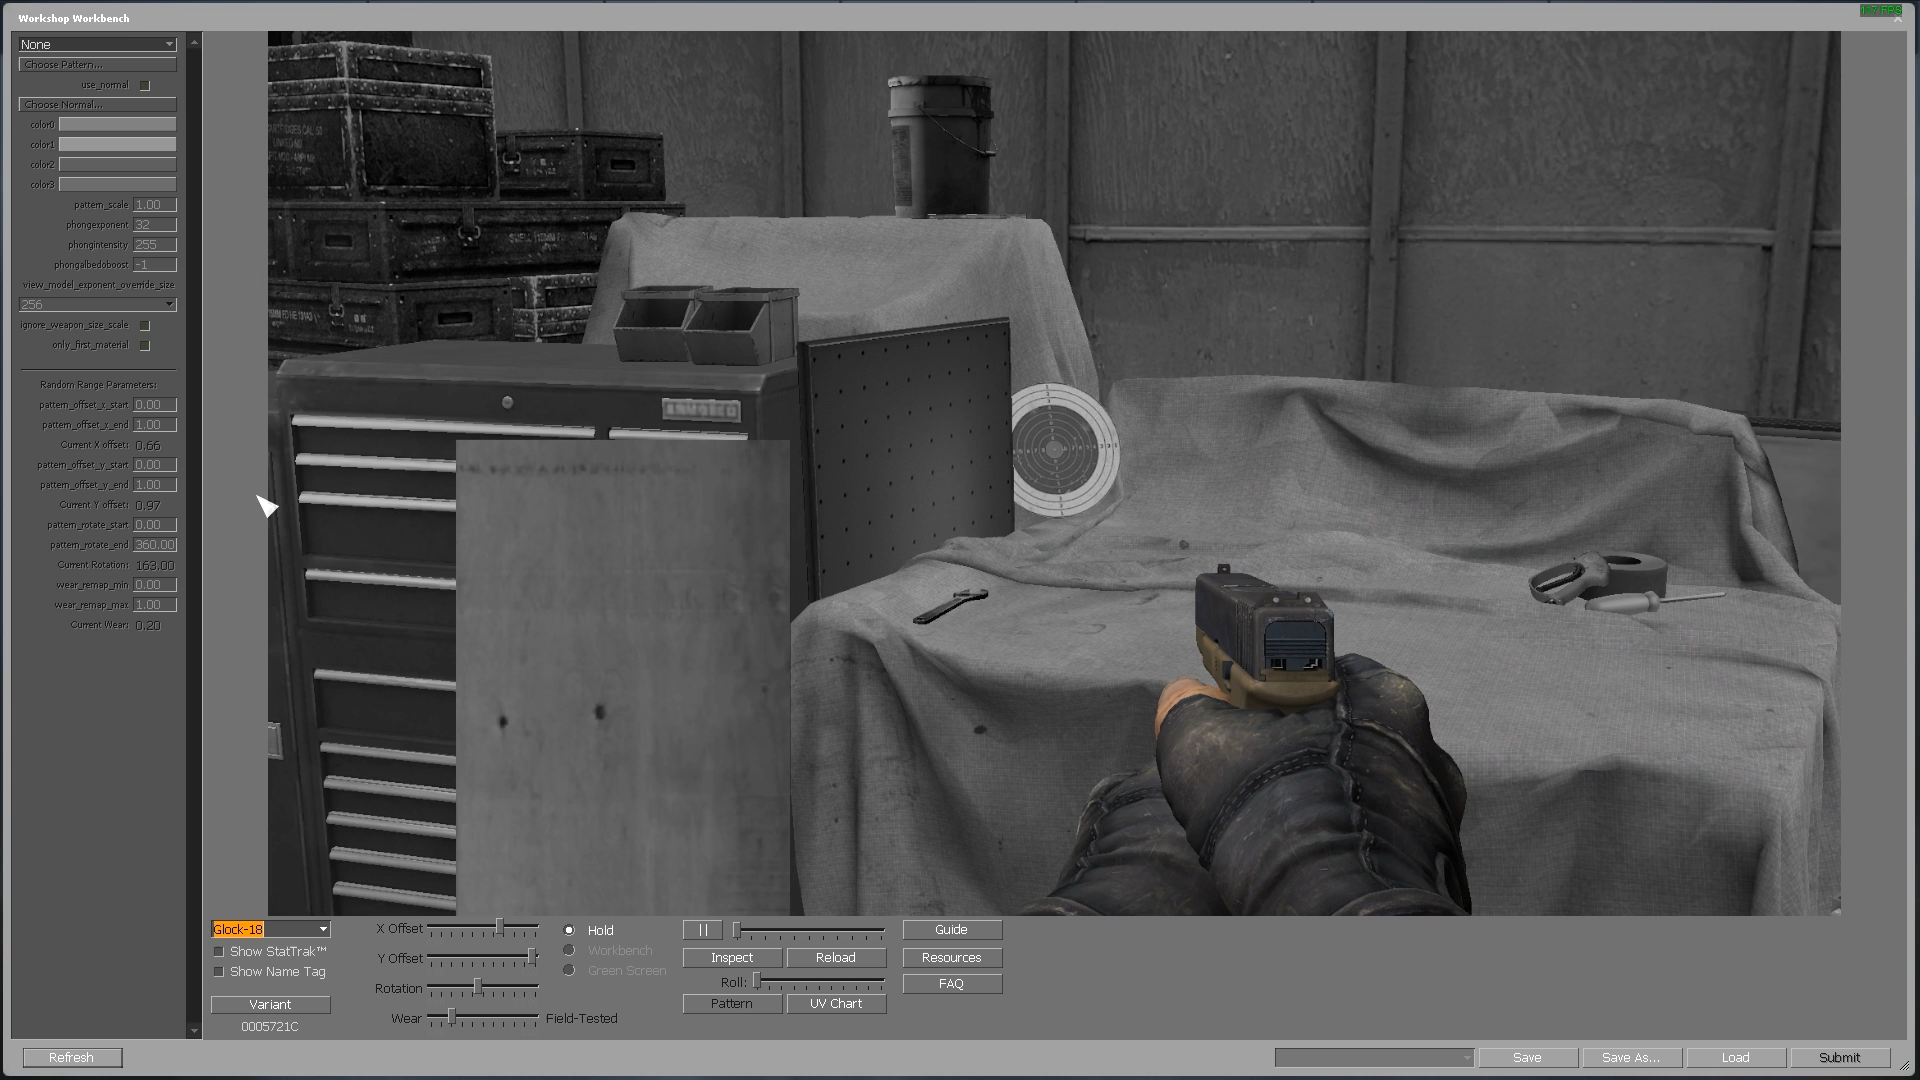 Workshop Workbench
117 FPS
None
Choose Pattern...
use_normal
Choose Normal...
color0
color1
color2
color3
pattern_scale 1.00
phongexponent 32
phongintensity 255
phongalbedoboost -1
view_model_exponent_override_size
256
ignore_weapon_size_scale
only_first_material
Random Range Parameters:
pattern_offset_x_start 0.00
pattern_offset_x_end 1.00
Current X offset: 0.66
pattern_offset_y_start 0.00
pattern_offset_y_end 1.00
Current Y offset: 0.97
pattern_rotate_start 0.00
pattern_rotate_end 360.00
Current Rotation: 163.00
wear_remap_min 0.00
wear_remap_max 1.00
Current Wear: 0.20
Glock-18
Show StatTrak™
Show Name Tag
Variant
0005721C
X Offset
Y Offset
Rotation
Wear
Field-Tested
Hold
Workbench
Green Screen
Inspect
Reload
Roll:
Pattern
UV Chart
Guide
Resources
FAQ
Refresh
Save
Save As...
Load
Submit